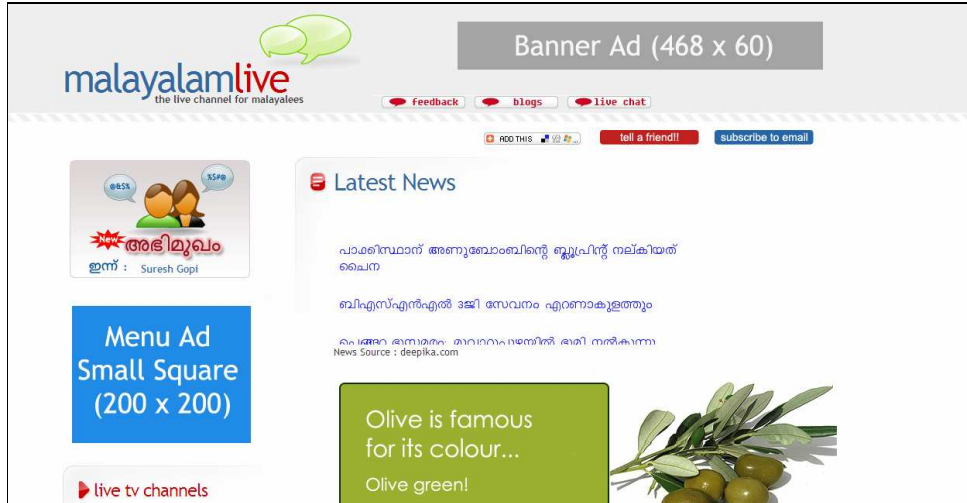 malayalamlive
the live channel for malayalees
Banner Ad (468 x 60)
feedback
blogs
live chat
ADD THIS
tell a friend!!
subscribe to email
@&$%
%$#@
New
അഭിമുഖം
ഇന്ന് : Suresh Gopi
Latest News
പാക്കിസ്ഥാന് അണുബോംബിന്റെ ബ്ലൂപ്രിന്റ് നല്കിയത്
ചൈന
ബിഎസ്എൻഎൽ 3ജി സേവനം എറണാകുളത്തും
News Source : deepika.com
Menu Ad
Small Square
(200 x 200)
Olive is famous
for its colour...
Olive green!
live tv channels